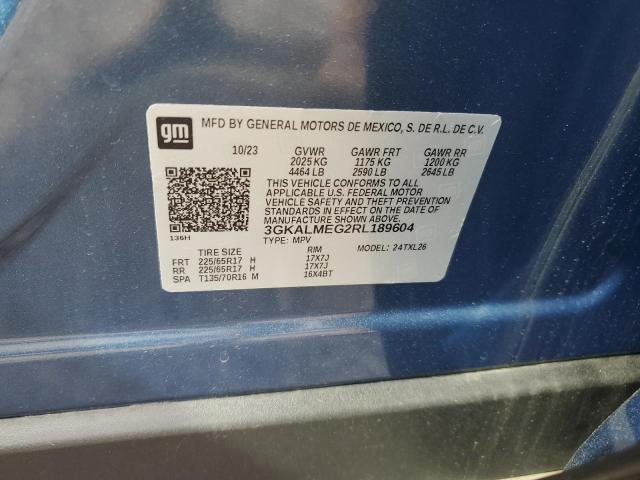 gm
MFD BY GENERAL MOTORS DE MEXICO, S. DE R.L. DE C.V.
10/23 GVWR GAWR FRT GAWR RR
2025 KG 1175 KG 1200 KG
4464 LB 2590 LB 2645 LB
THIS VEHICLE CONFORMS TO ALL
APPLICABLE U.S. FEDERAL MOTOR
VEHICLE SAFETY AND THEFT PREVENTION
STANDARDS IN EFFECT ON THE DATE OF
MANUFACTURE SHOWN ABOVE.
3GKALMEG2RL189604
136H
TYPE: MPV MODEL: 24TXL26
TIRE SIZE RIM
FRT 225/65R17 H 17X7J
RR 225/65R17 H 17X7J
SPA T135/70R16 M 16X4BT